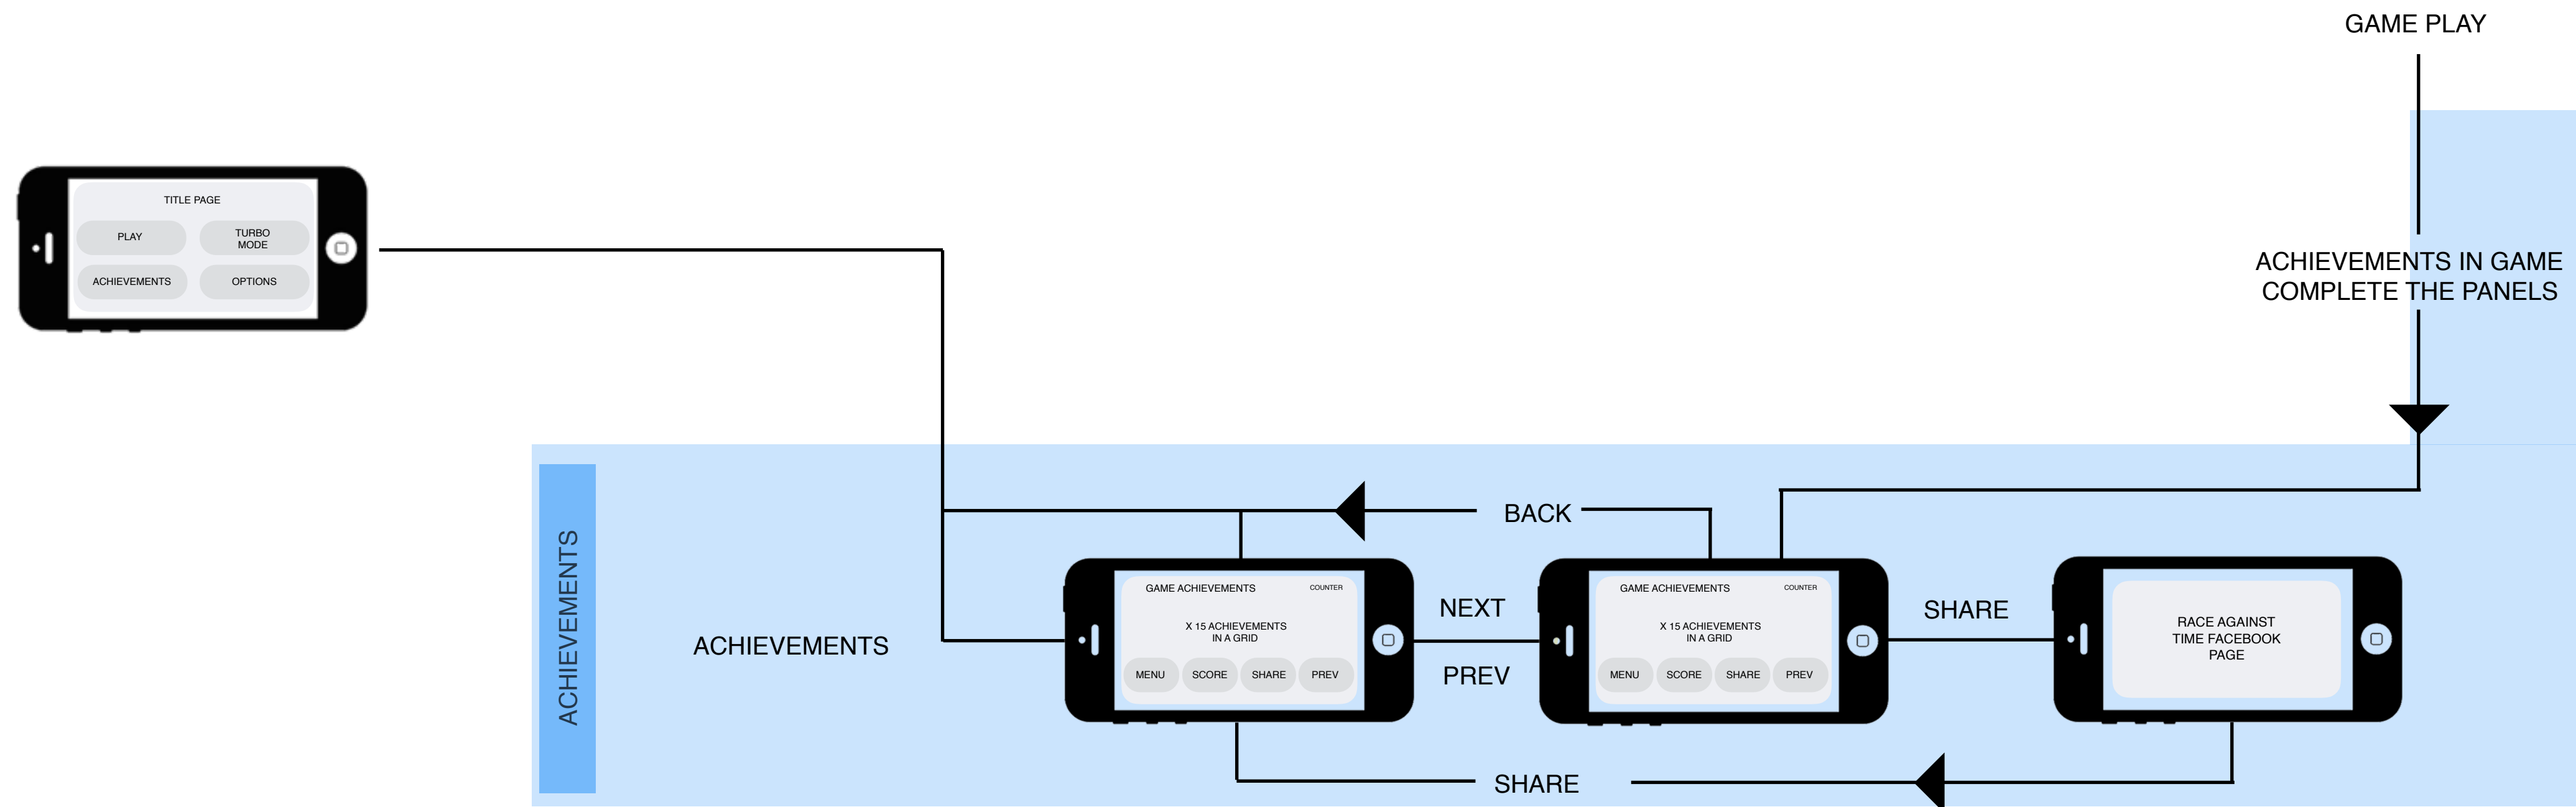 GAME PLAY
TITLE PAGE
PLAY
TURBO
MODE
ACHIEVEMENTS
OPTIONS
ACHIEVEMENTS IN GAME
COMPLETE THE PANELS
ACHIEVEMENTS
ACHIEVEMENTS
BACK
GAME ACHIEVEMENTS
COUNTER
X 15 ACHIEVEMENTS
IN A GRID
MENU
SCORE
SHARE
PREV
NEXT
PREV
GAME ACHIEVEMENTS
COUNTER
X 15 ACHIEVEMENTS
IN A GRID
MENU
SCORE
SHARE
PREV
SHARE
RACE AGAINST
TIME FACEBOOK
PAGE
SHARE